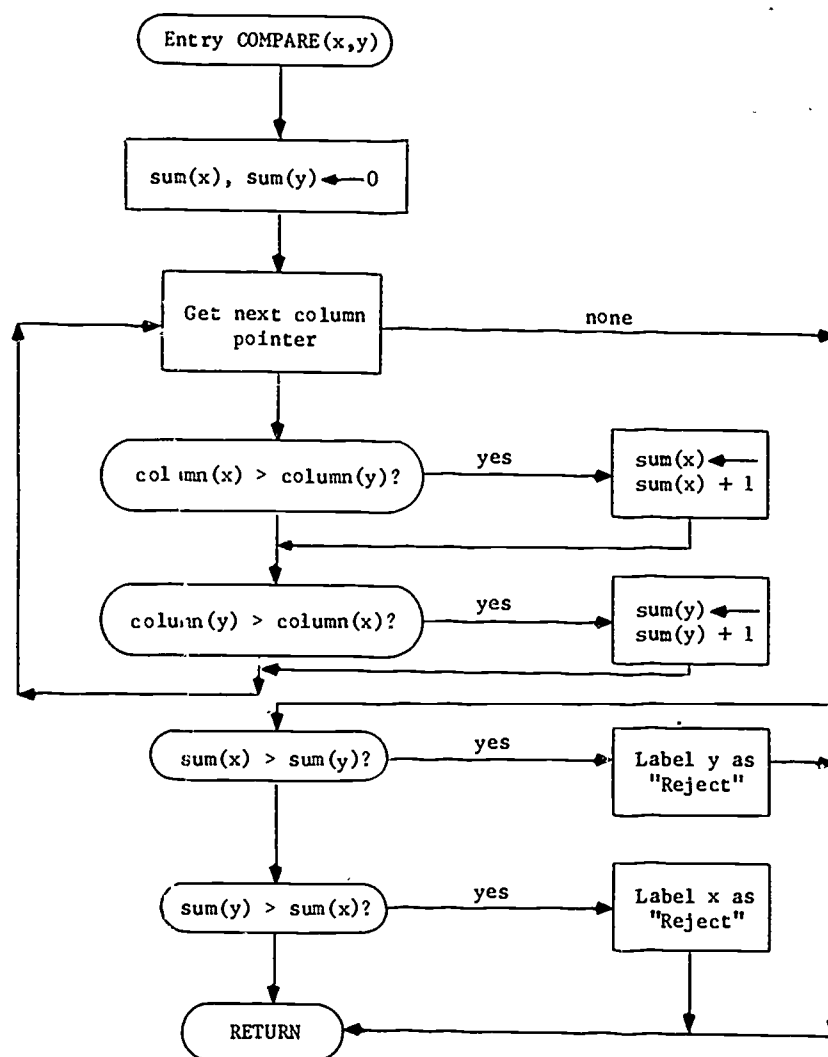 Entry COMPARE(x,y)
sum(x), sum(y)←0
Get next column
pointer
none
column(x) > column(y)?
yes
sum(x)←
sum(x) + 1
column(y) > column(x)?
yes
sum(y)←
sum(y) + 1
sum(x) > sum(y)?
yes
Label y as
"Reject"
sum(y) > sum(x)?
yes
Label x as
"Reject"
RETURN